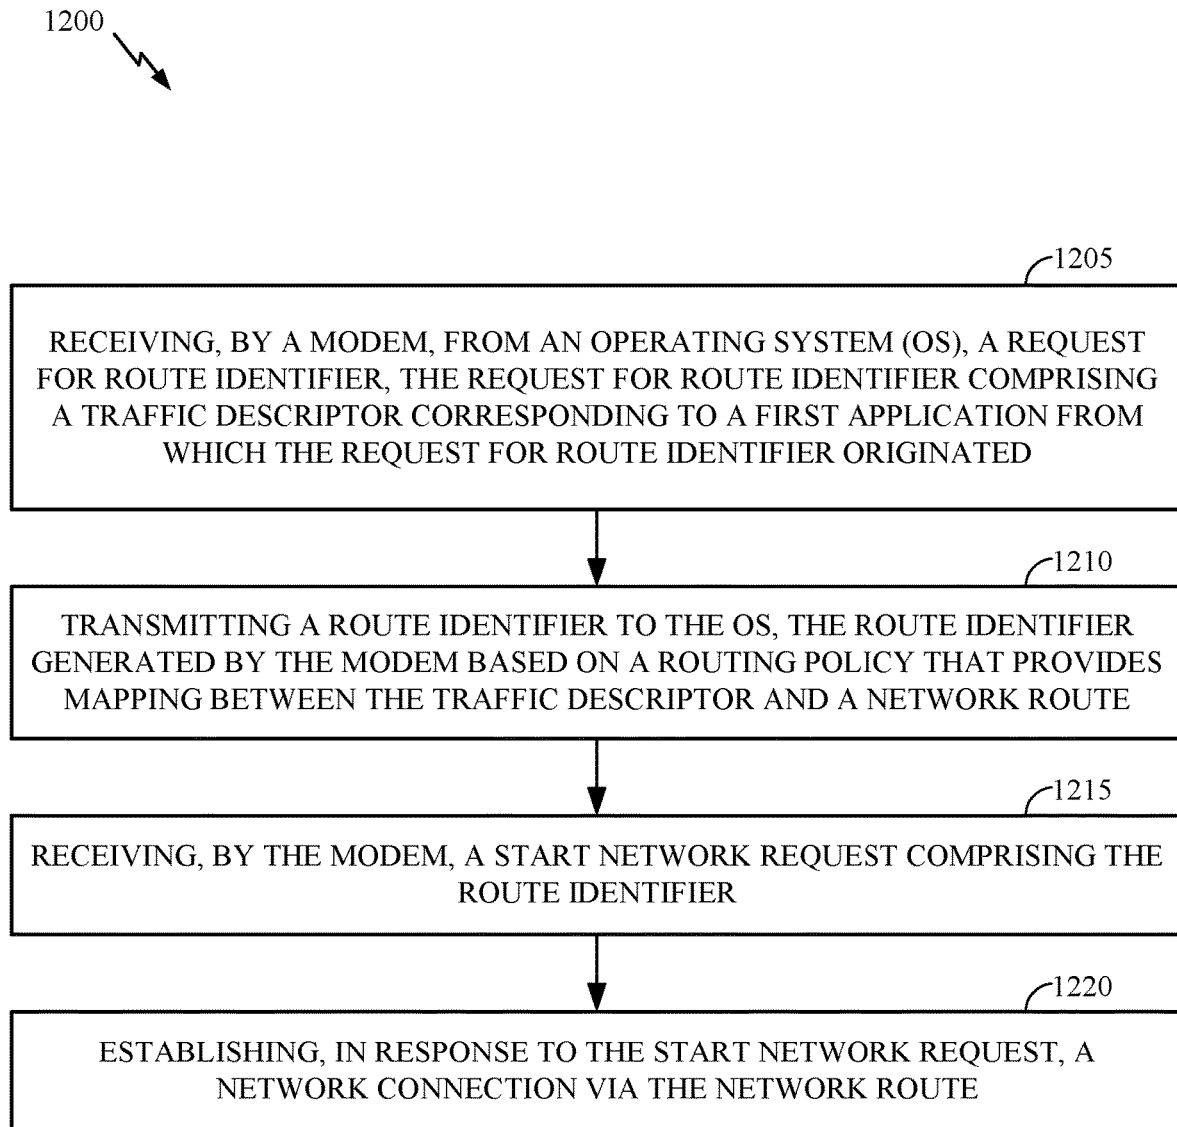 1200
1205
RECEIVING, BY A MODEM, FROM AN OPERATING SYSTEM (OS), A REQUEST
FOR ROUTE IDENTIFIER, THE REQUEST FOR ROUTE IDENTIFIER COMPRISING
A TRAFFIC DESCRIPTOR CORRESPONDING TO A FIRST APPLICATION FROM
WHICH THE REQUEST FOR ROUTE IDENTIFIER ORIGINATED
1210
TRANSMITTING A ROUTE IDENTIFIER TO THE OS, THE ROUTE IDENTIFIER
GENERATED BY THE MODEM BASED ON A ROUTING POLICY THAT PROVIDES
MAPPING BETWEEN THE TRAFFIC DESCRIPTOR AND A NETWORK ROUTE
1215
RECEIVING, BY THE MODEM, A START NETWORK REQUEST COMPRISING THE
ROUTE IDENTIFIER
1220
ESTABLISHING, IN RESPONSE TO THE START NETWORK REQUEST, A
NETWORK CONNECTION VIA THE NETWORK ROUTE